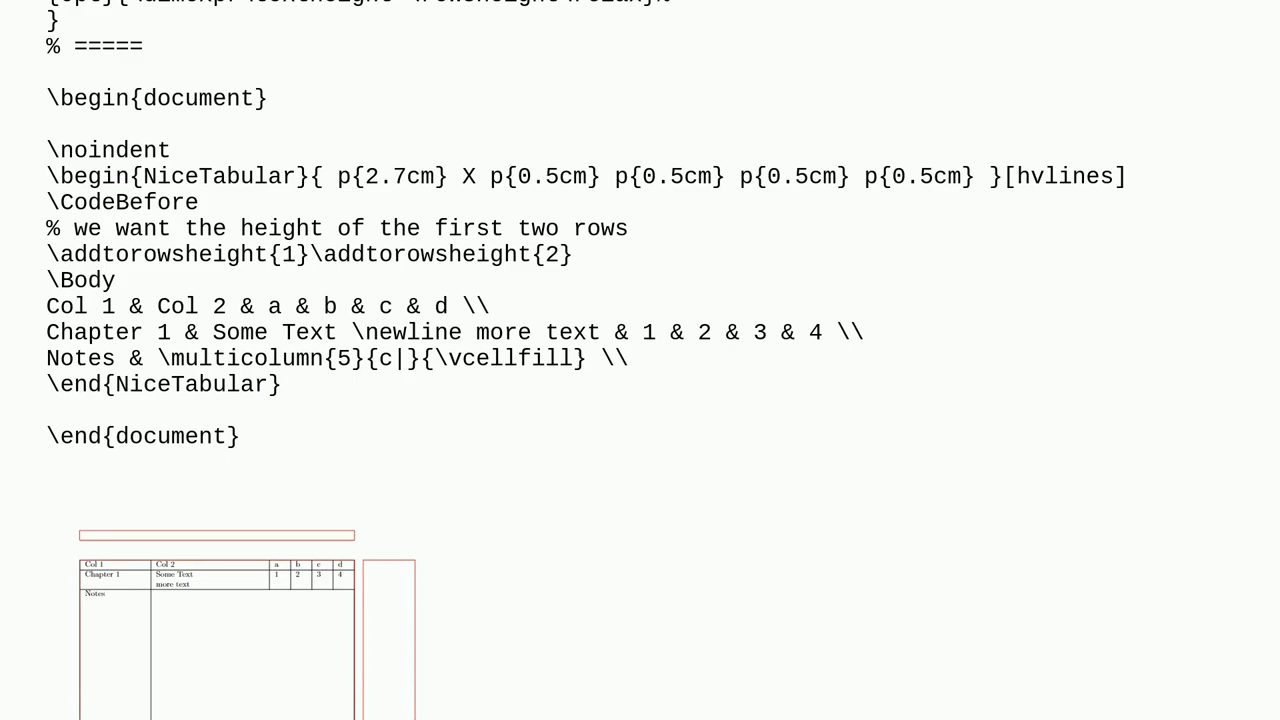 }
% =====
\begin{document}
\noindent
\begin{NiceTabular}{ p{2.7cm} X p{0.5cm} p{0.5cm} p{0.5cm} p{0.5cm} }[hvlines]
\CodeBefore
% we want the height of the first two rows
\addtorowsheight{1}\addtorowsheight{2}
\Body
Col 1 & Col 2 & a & b & c & d \\
Chapter 1 & Some Text \newline more text & 1 & 2 & 3 & 4 \\
Notes & \multicolumn{5}{c|}{\vcellfill} \\
\end{NiceTabular}
\end{document}
Col 1 Col 2 a b c d
Chapter 1 Some Text 1 2 3 4
more text
Notes